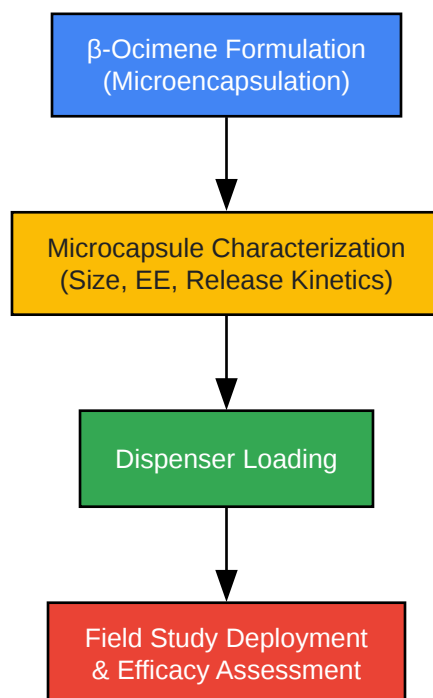 β-Ocimene Formulation
(Microencapsulation)
Microcapsule Characterization
(Size, EE, Release Kinetics)
Dispenser Loading
Field Study Deployment
& Efficacy Assessment